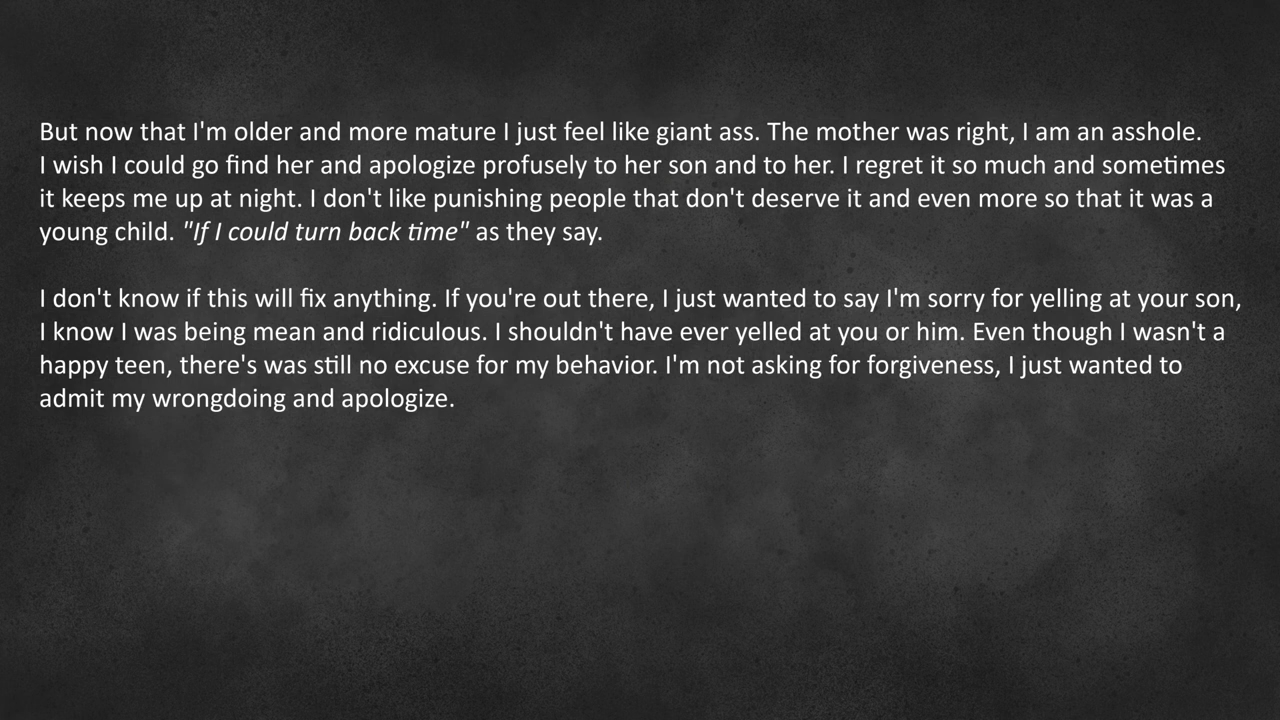 But now that I'm older and more mature I just feel like giant ass. The mother was right, I am an asshole.
I wish I could go find her and apologize profusely to her son and to her. I regret it so much and sometimes
it keeps me up at night. I don't like punishing people that don't deserve it and even more so that it was a
young child. "If I could turn back time" as they say.
I don't know if this will fix anything. If you're out there, I just wanted to say I'm sorry for yelling at your son,
I know I was being mean and ridiculous. I shouldn't have ever yelled at you or him. Even though I wasn't a
happy teen, there's was still no excuse for my behavior. I'm not asking for forgiveness, I just wanted to
admit my wrongdoing and apologize.